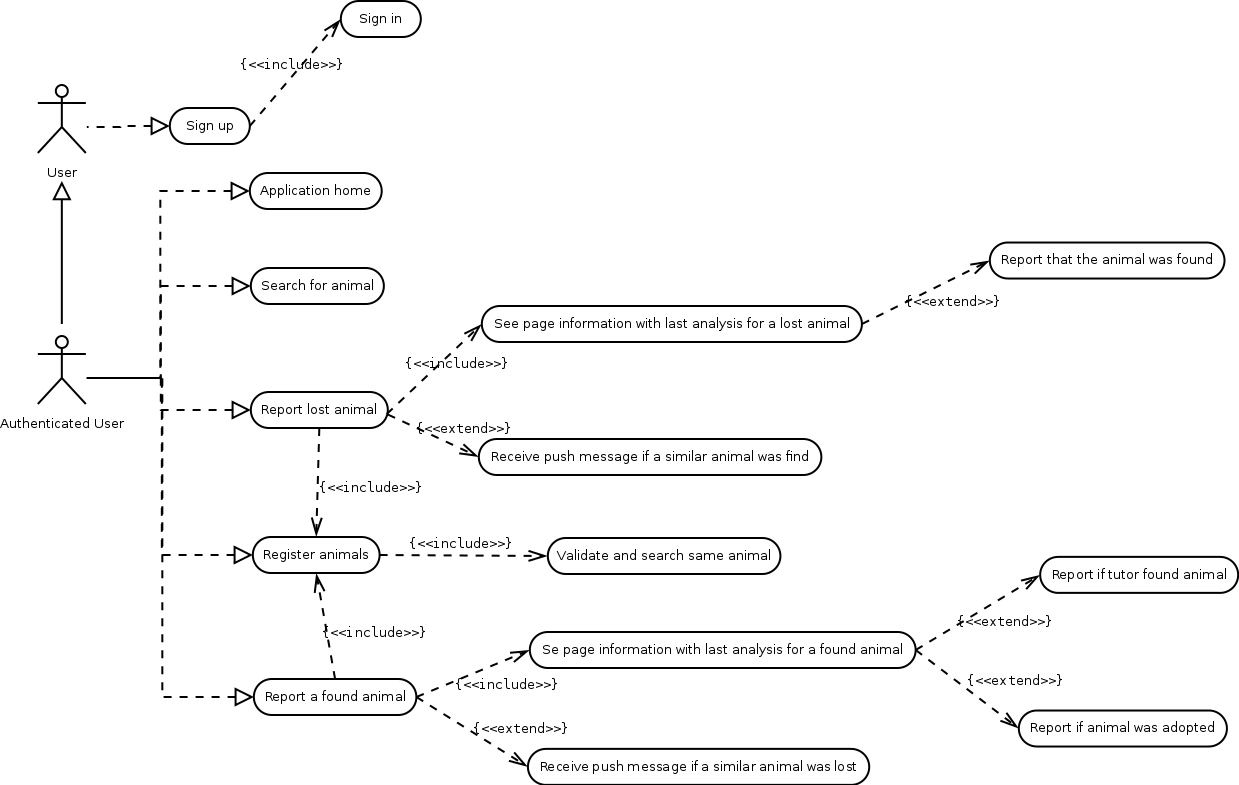 Sign in
{<<include>>}
Sign up
User
Application home
Report that the animal was found
Search for animal
{<<extend>>}
See page information with last analysis for a lost animal
{<<include>>}
Report lost animal
Authenticated User
{<<extend>>}
Receive push message if a similar animal was find
{<<include>>}
{<<include>>}
Register animals
Validate and search same animal
Report if tutor found animal
{<<extend>>}
{<<include>>}
Se page information with last analysis for a found animal
{<<extend>>}
{<<include>>}
Report a found animal
{<<extend>>}
Report if animal was adopted
Receive push message if a similar animal was lost